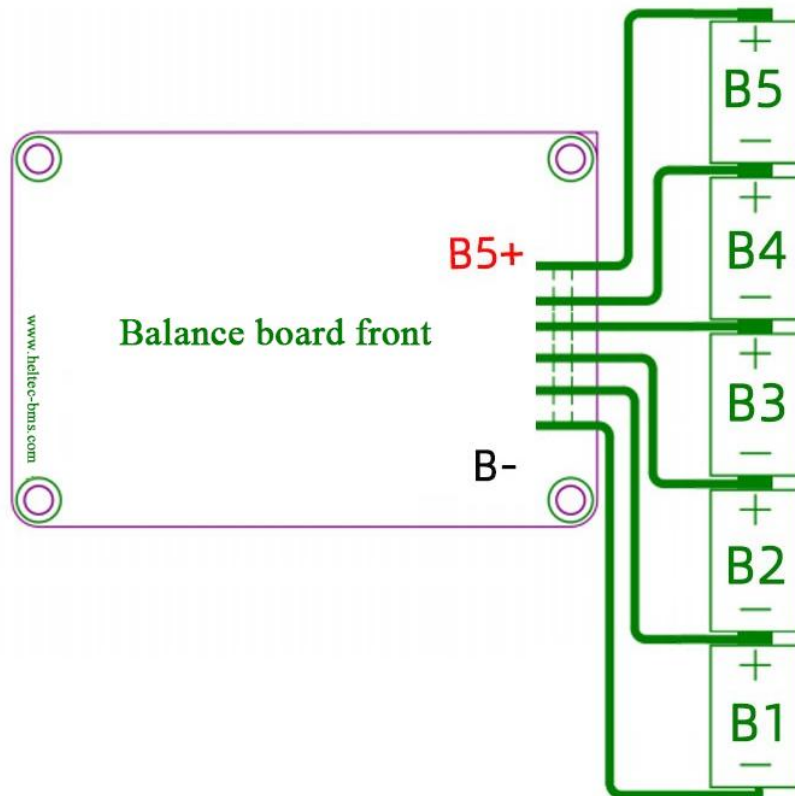 +
B5
−
+
B4
−
B5+
Balance board front
www.heltec-bms.com
+
B3
−
B-
+
B2
−
+
B1
−